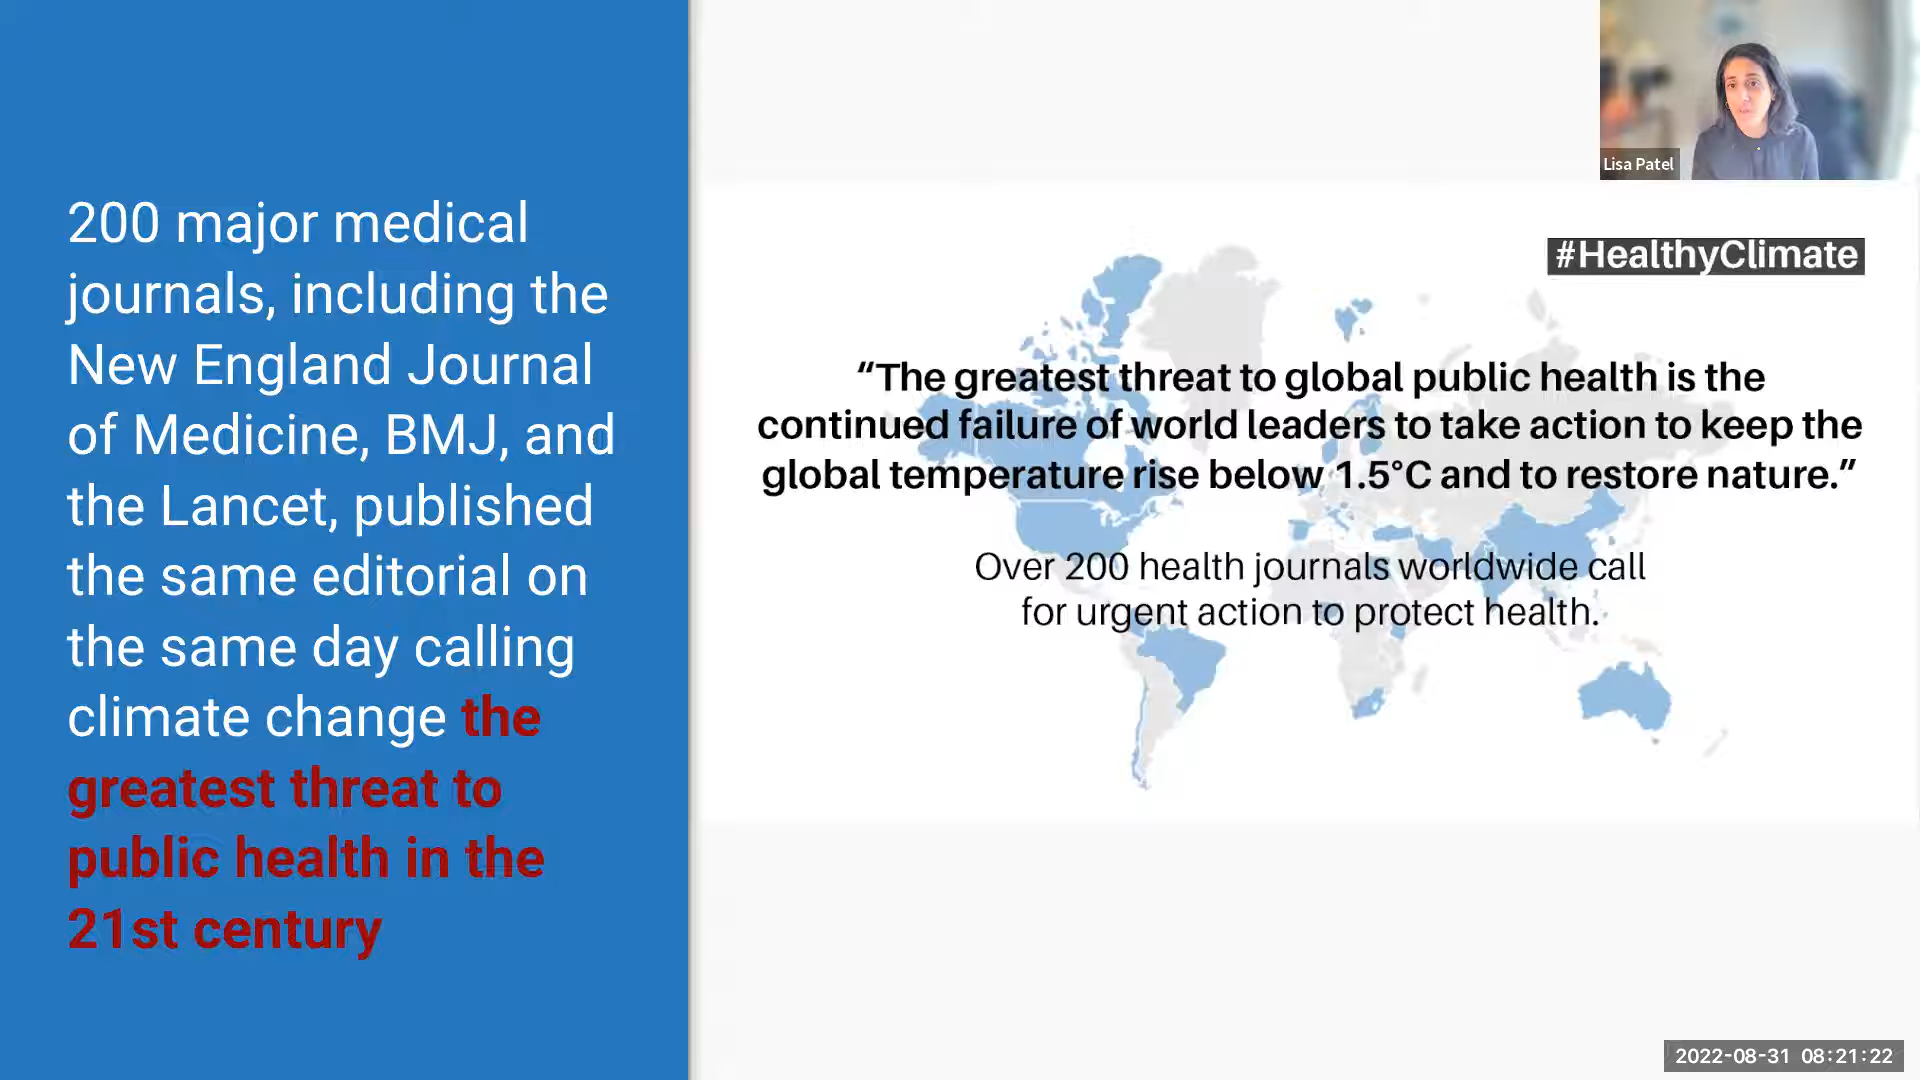 200 major medical
journals, including the
New England Journal
of Medicine, BMJ, and
the Lancet, published
the same editorial on
the same day calling
climate change the
greatest threat to
public health in the
21st century
Lisa Patel
#HealthyClimate
“The greatest threat to global public health is the
continued failure of world leaders to take action to keep the
global temperature rise below 1.5°C and to restore nature.”
Over 200 health journals worldwide call
for urgent action to protect health.
2022-08-31 08:21:22